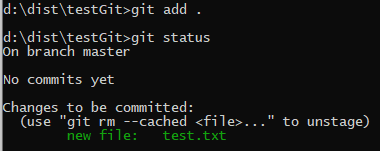 d:\dist\testGit>git add .
d:\dist\testGit>git status
On branch master
No commits yet
Changes to be committed:
(use "git rm --cached <file>..." to unstage)
new file: test.txt